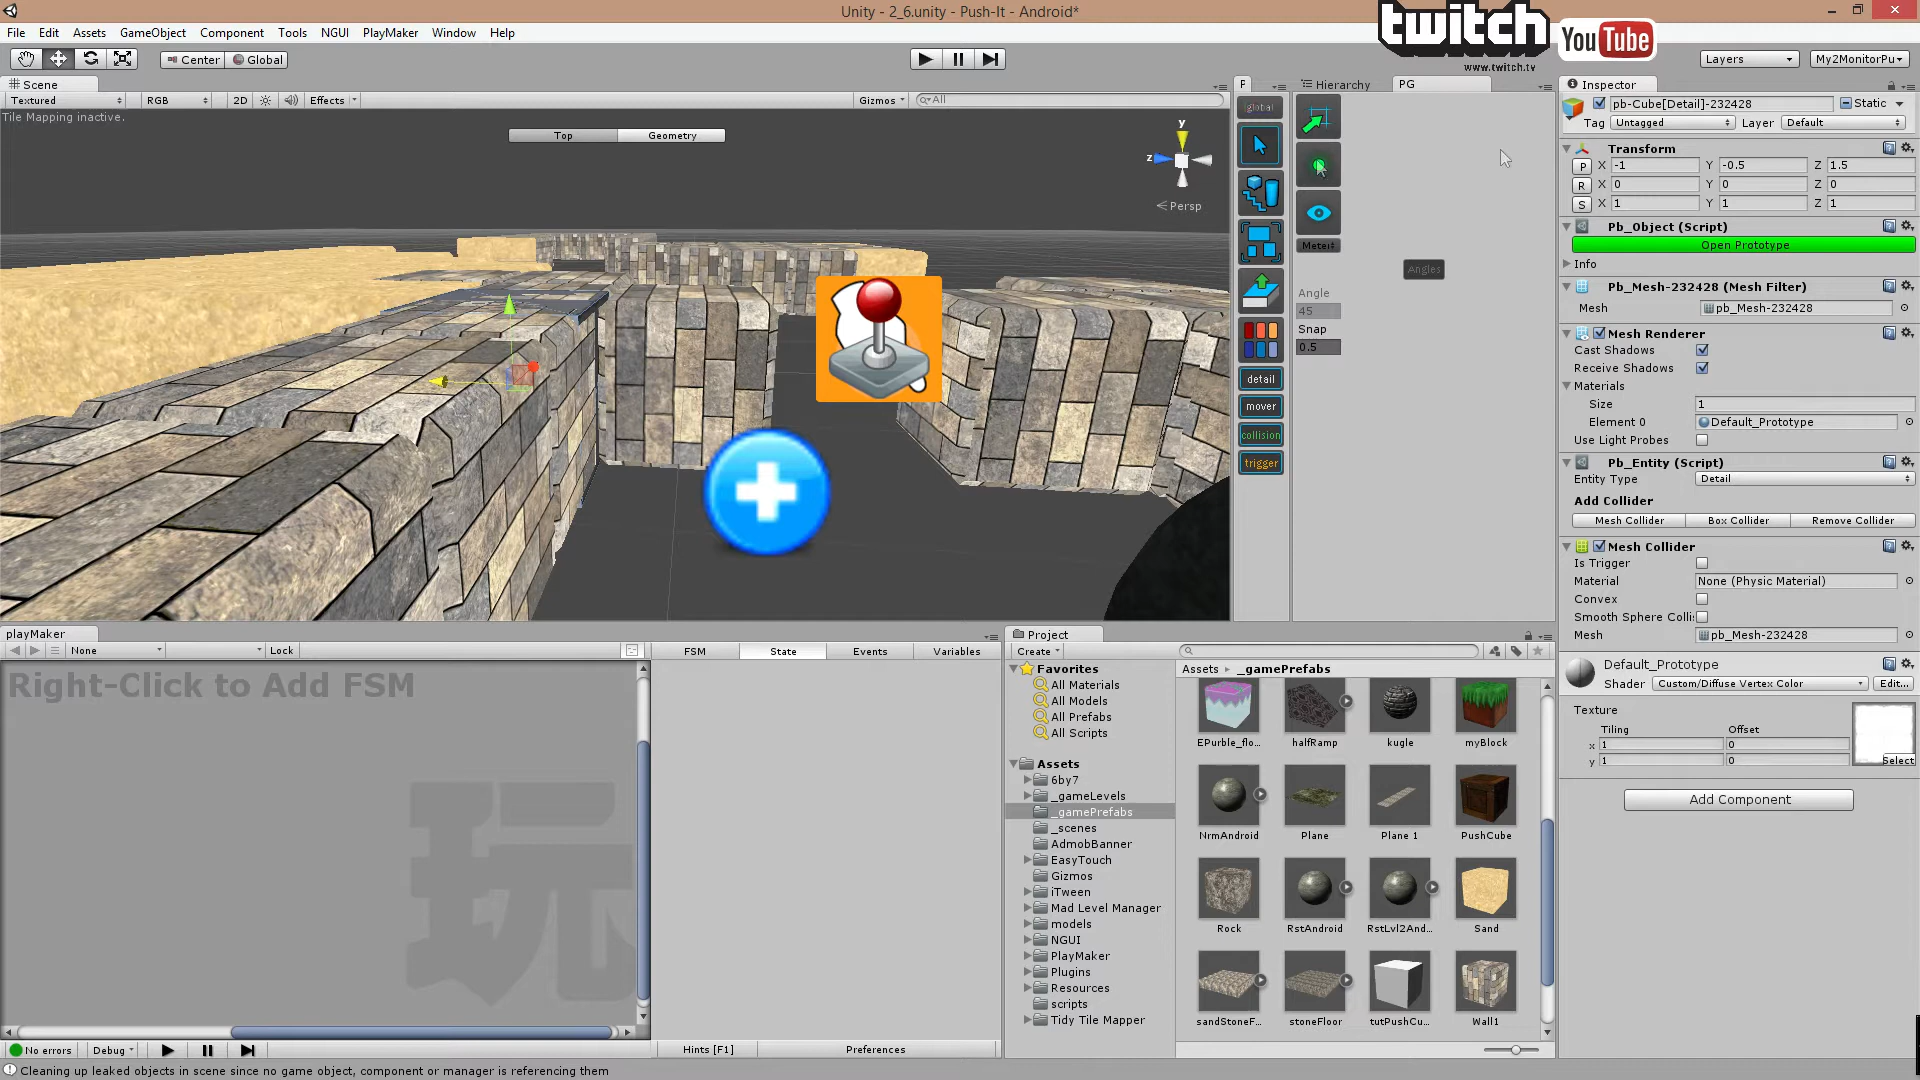 Unity - 2_6.unity - Push-It - Android*
File Edit Assets GameObject Component Tools NGUI PlayMaker Window Help
twitch
www.twitch.tv
YouTube
Center Global
Layers My2MonitorPu
Scene
Textured RGB 2D Effects Gizmos All
Tile Mapping inactive.
Top Geometry
y
z
Persp
global
detail
mover
collision
trigger
Hierarchy PG
Meter
Angles
Angle
45
Snap
0.5
Inspector
pb-Cube[Detail]-232428 Static
Tag Untagged Layer Default
Transform
P X -1 Y -0.5 Z 1.5
R X 0 Y 0 Z 0
S X 1 Y 1 Z 1
Pb_Object (Script)
Open Prototype
Info
Pb_Mesh-232428 (Mesh Filter)
Mesh pb_Mesh-232428
Mesh Renderer
Cast Shadows
Receive Shadows
Materials
Size 1
Element 0 Default_Prototype
Use Light Probes
Pb_Entity (Script)
Entity Type Detail
Add Collider
Mesh Collider Box Collider Remove Collider
Mesh Collider
Is Trigger
Material None (Physic Material)
Convex
Smooth Sphere Colli
Mesh pb_Mesh-232428
Default_Prototype
Shader Custom/Diffuse Vertex Color Edit...
Texture
Tiling Offset
x 1 0
y 1 0
Select
Add Component
playMaker
None Lock
Right-Click to Add FSM
玩
FSM State Events Variables
No errors Debug
Hints [F1] Preferences
Project
Create
Favorites
All Materials
All Models
All Prefabs
All Scripts
Assets
6by7
_gameLevels
_gamePrefabs
_scenes
AdmobBanner
EasyTouch
Gizmos
iTween
Mad Level Manager
models
NGUI
PlayMaker
Plugins
Resources
scripts
Tidy Tile Mapper
Assets _gamePrefabs
EPurble_flo... halfRamp kugle myBlock
NrmAndroid Plane Plane 1 PushCube
Rock RstAndroid RstLvl2And... Sand
sandStoneF... stoneFloor tutPushCu... Wall1
Cleaning up leaked objects in scene since no game object, component or manager is referencing them